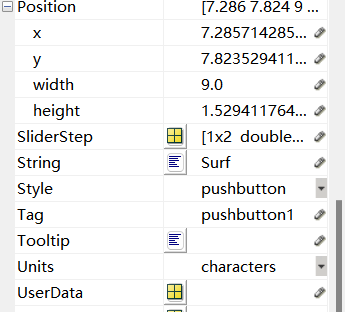 Position [7.286 7.824 9 ...
x 7.285714285...
y 7.823529411...
width 9.0
height 1.529411764...
SliderStep [1x2 double...
String Surf
Style pushbutton
Tag pushbutton1
Tooltip
Units characters
UserData